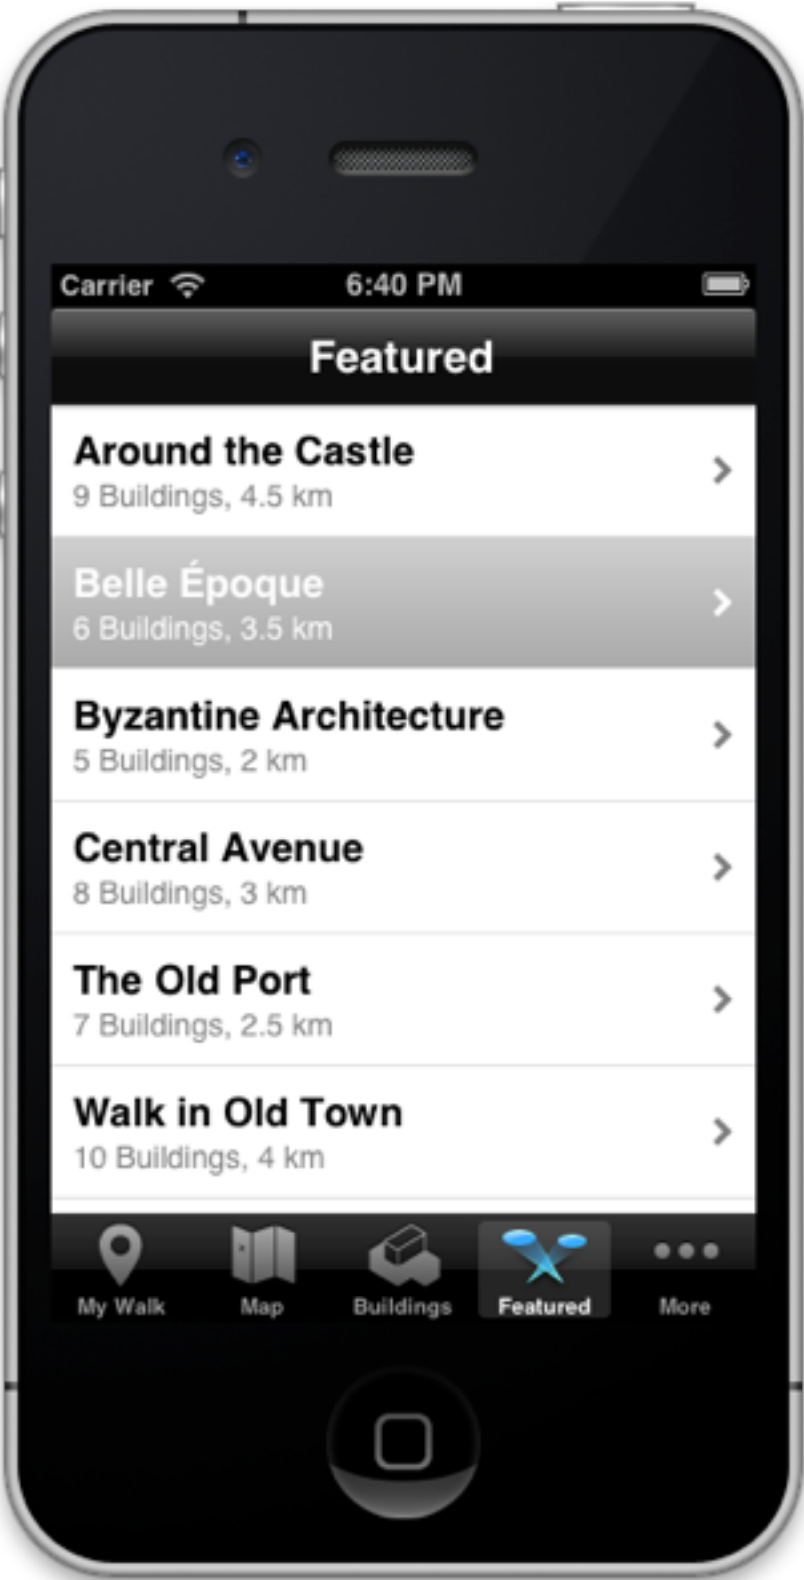 Carrier 6:40 PM
Featured
Around the Castle
9 Buildings, 4.5 km
Belle Époque
6 Buildings, 3.5 km
Byzantine Architecture
5 Buildings, 2 km
Central Avenue
8 Buildings, 3 km
The Old Port
7 Buildings, 2.5 km
Walk in Old Town
10 Buildings, 4 km
My Walk Map Buildings Featured More